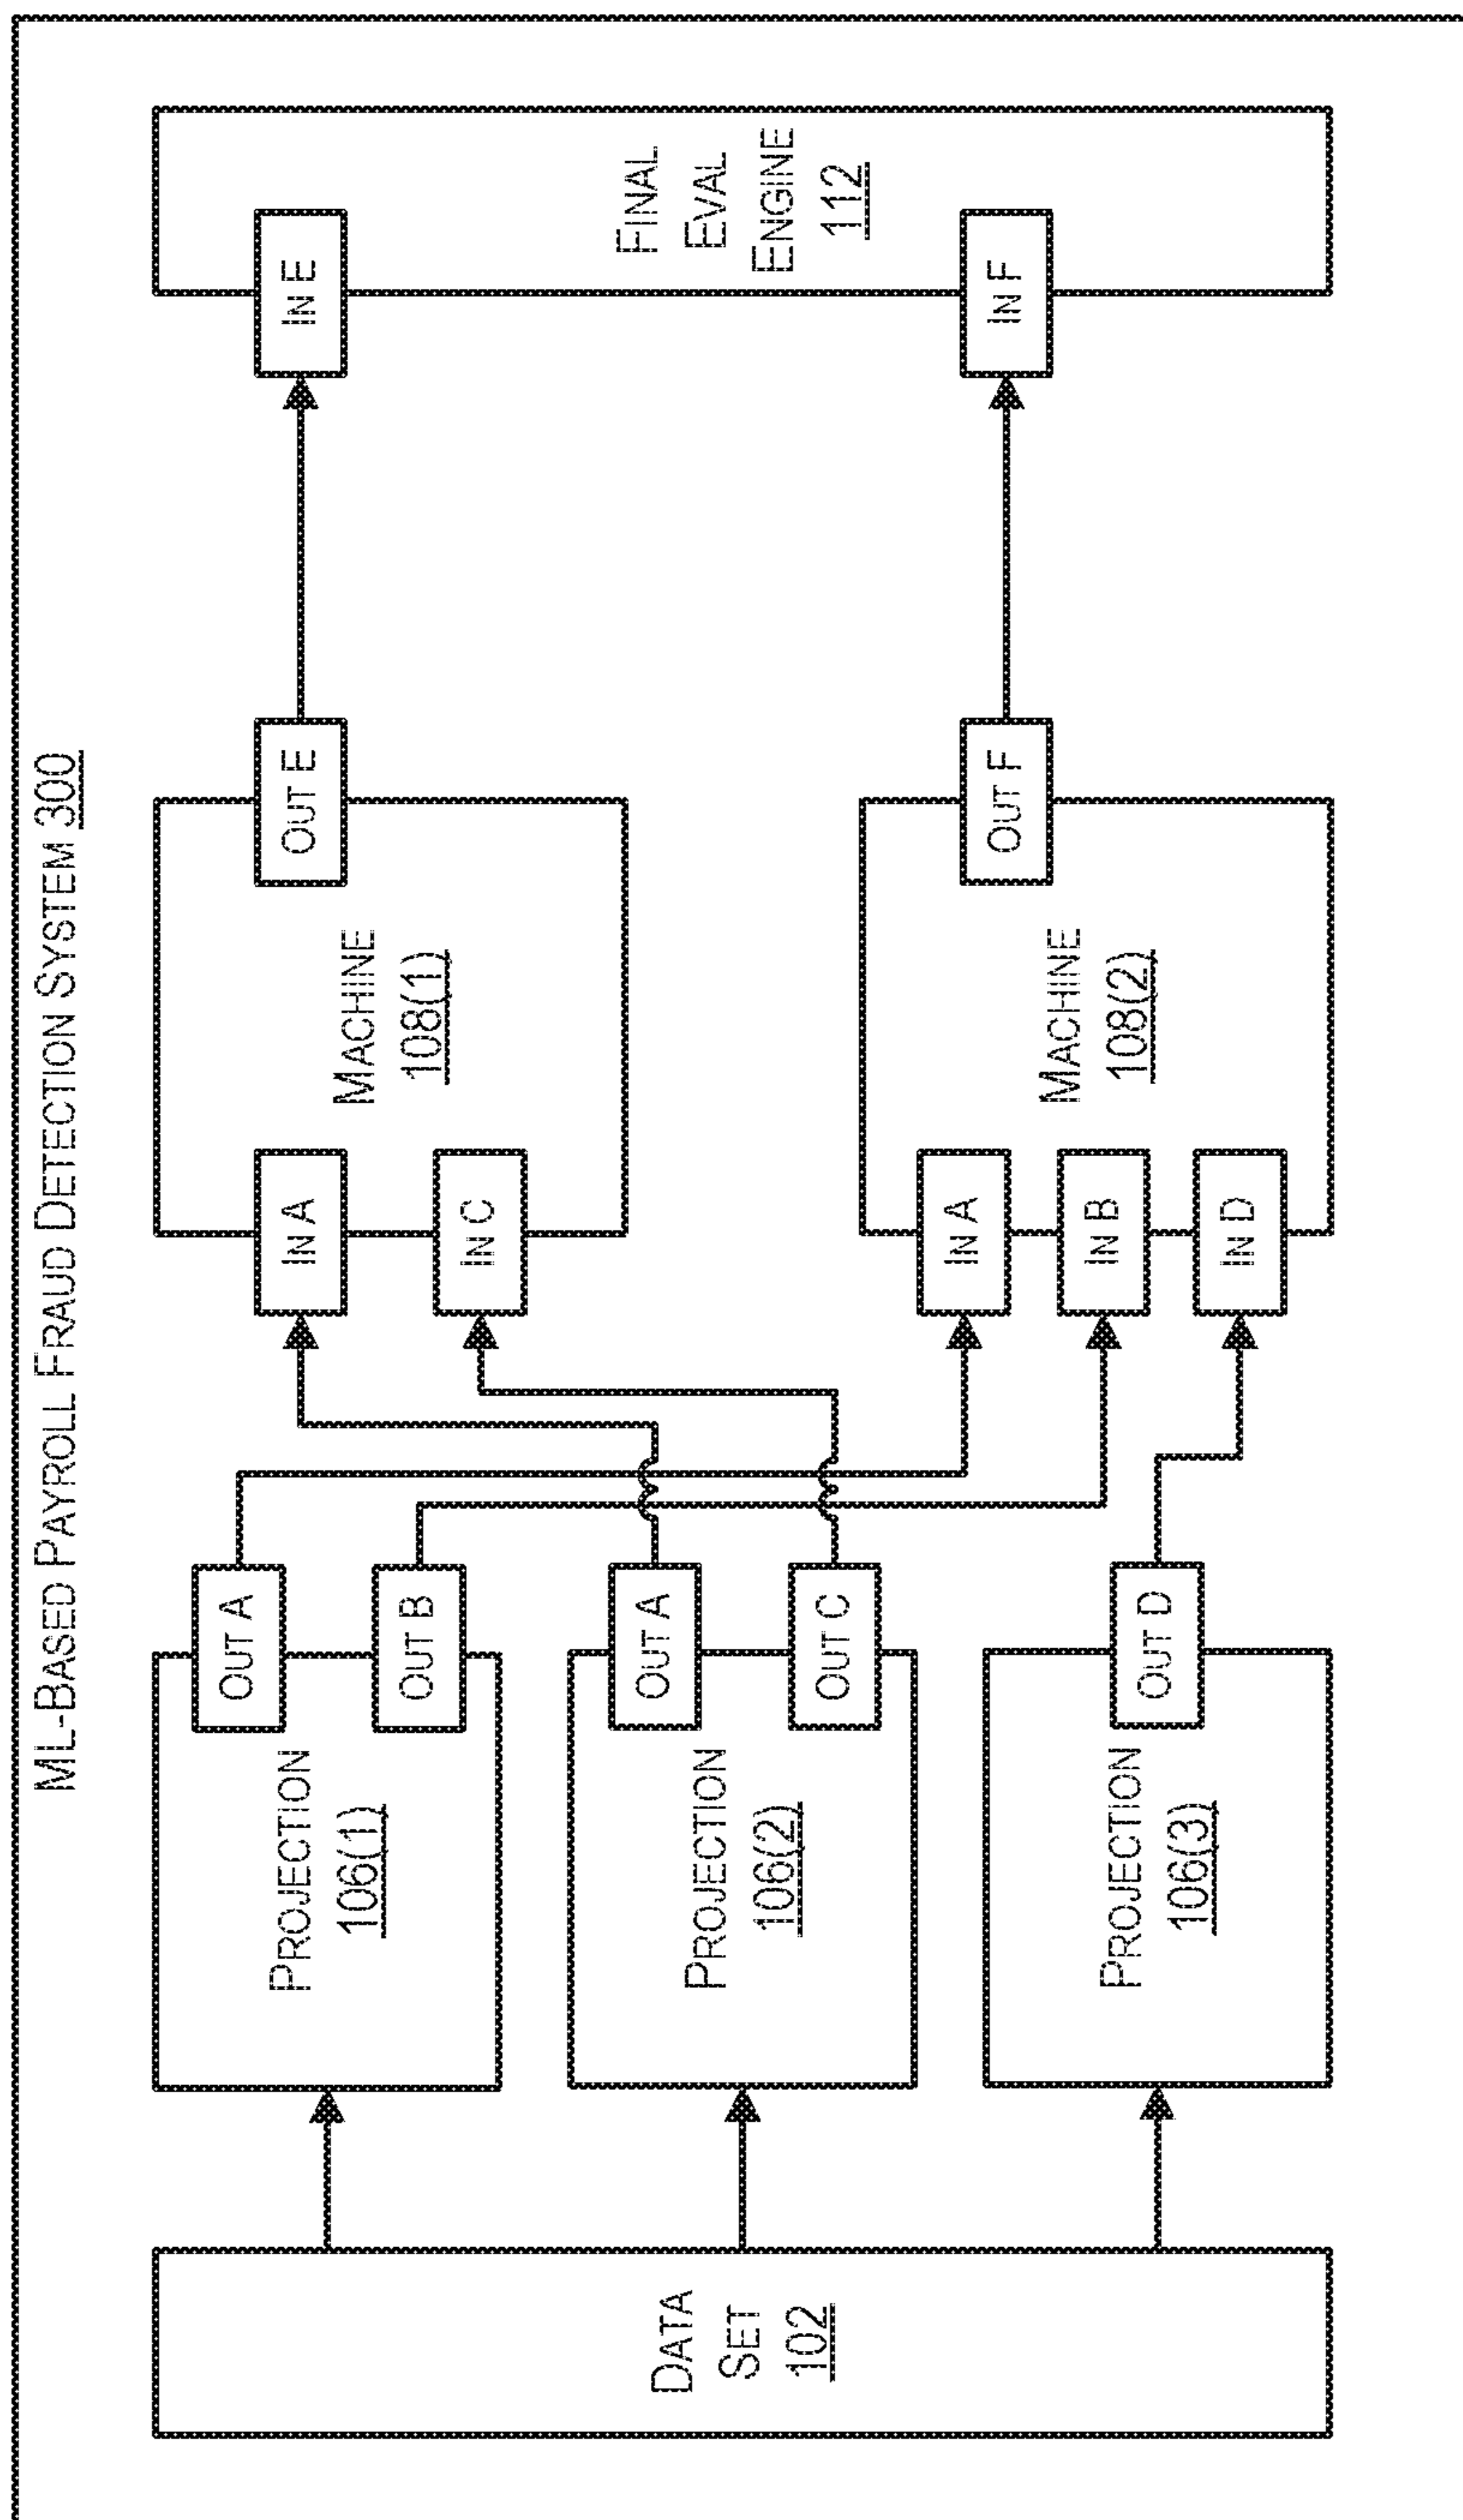 ML-BASED PAYROLL FRAUD DETECTION SYSTEM 300
DATA
SET
102
PROJECTION
106(1)
OUT A
OUT B
PROJECTION
106(2)
OUT A
OUT C
PROJECTION
106(3)
OUT D
IN A
IN C
MACHINE
108(1)
OUT E
IN A
IN B
IN D
MACHINE
108(2)
OUT F
IN E
IN F
FINAL
EVAL
ENGINE
112